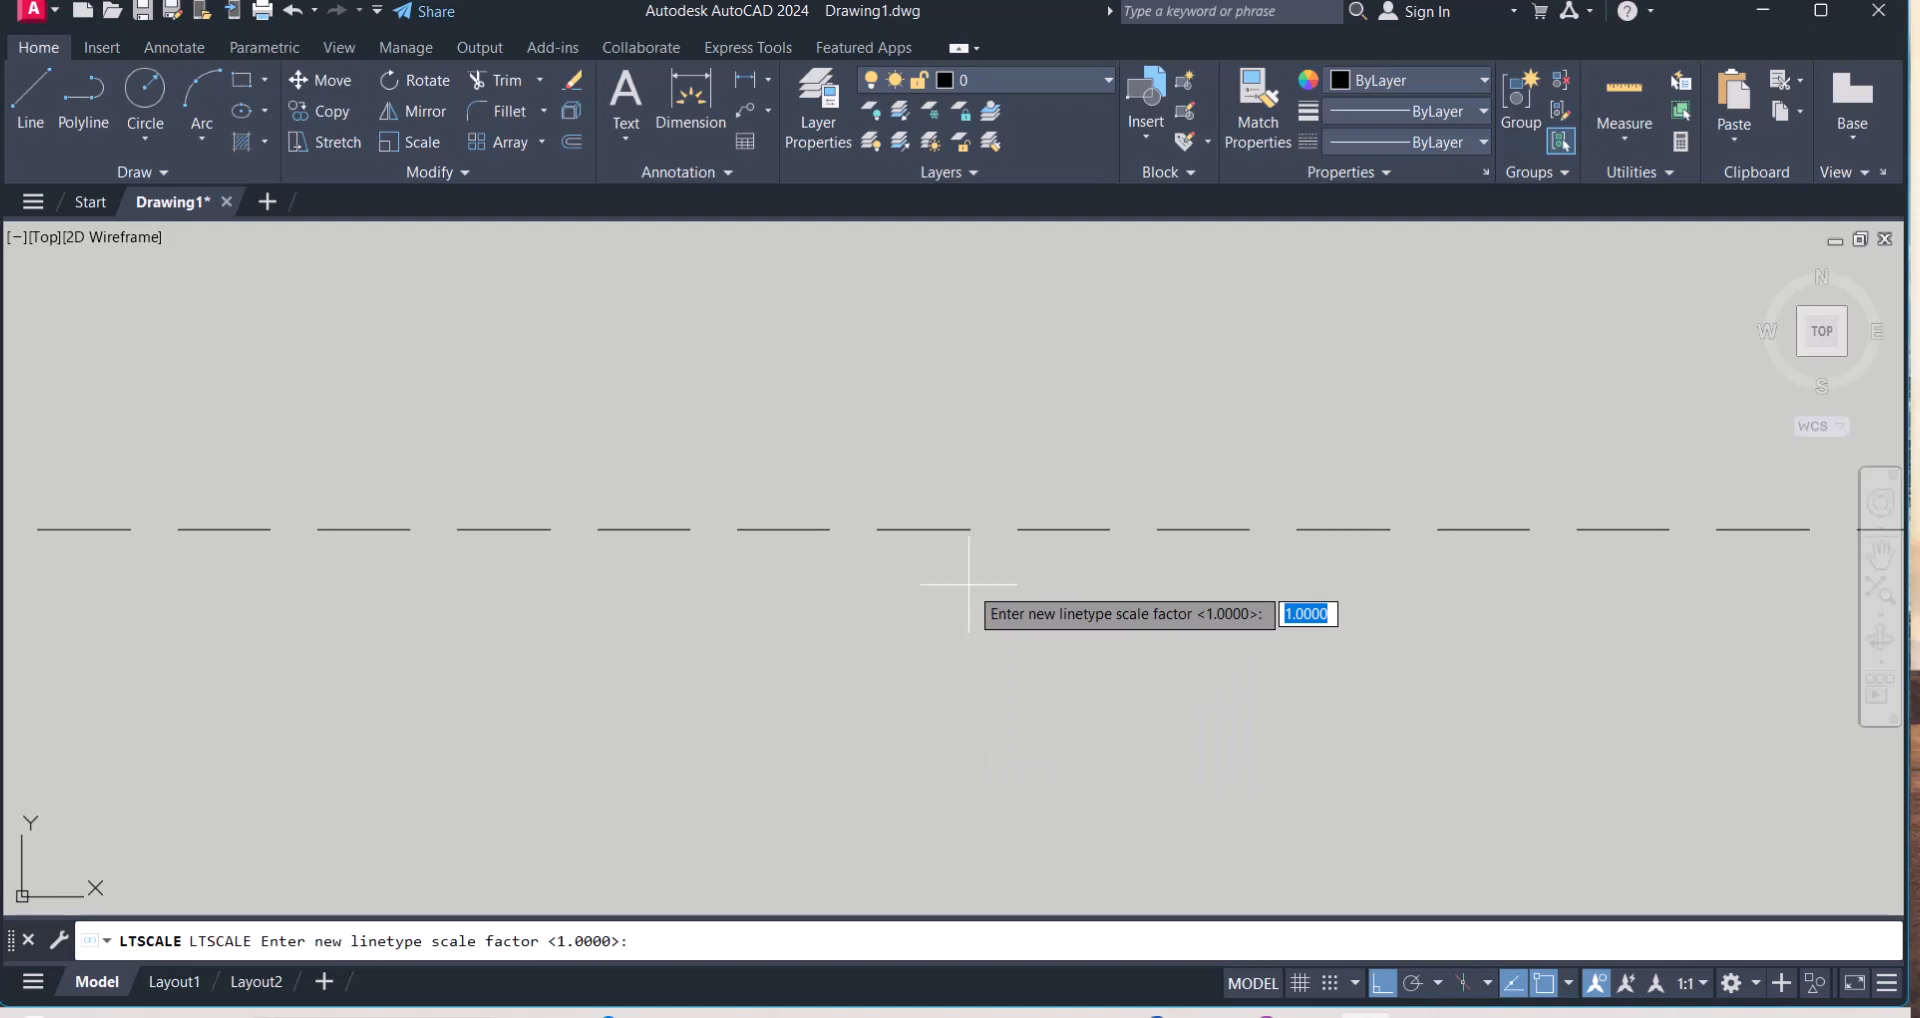 A Share Autodesk AutoCAD 2024 Drawing1.dwg Type a keyword or phrase Sign In
Home Insert Annotate Parametric View Manage Output Add-ins Collaborate Express Tools Featured Apps
Line Polyline Circle Arc
Move Rotate Trim
Copy Mirror Fillet
Stretch Scale Array
Text Dimension
Layer Properties
0
Insert
Match Properties
ByLayer
ByLayer
ByLayer
Group
Measure
Paste
Base
Draw Modify Annotation Layers Block Properties Groups Utilities Clipboard View
Start Drawing1*
[−][Top][2D Wireframe]
N
W TOP E
S
WCS
Enter new linetype scale factor <1.0000>: 1.0000
Y
X
LTSCALE LTSCALE Enter new linetype scale factor <1.0000>:
Model Layout1 Layout2 MODEL 1:1